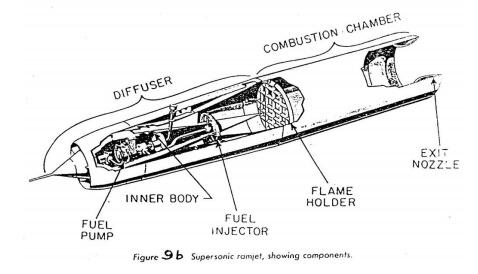 COMBUSTION CHAMBER
DIFFUSER
EXIT
NOZZLE
INNER BODY
FLAME
HOLDER
FUEL
INJECTOR
FUEL
PUMP
Figure 9b Supersonic ramjet, showing components.